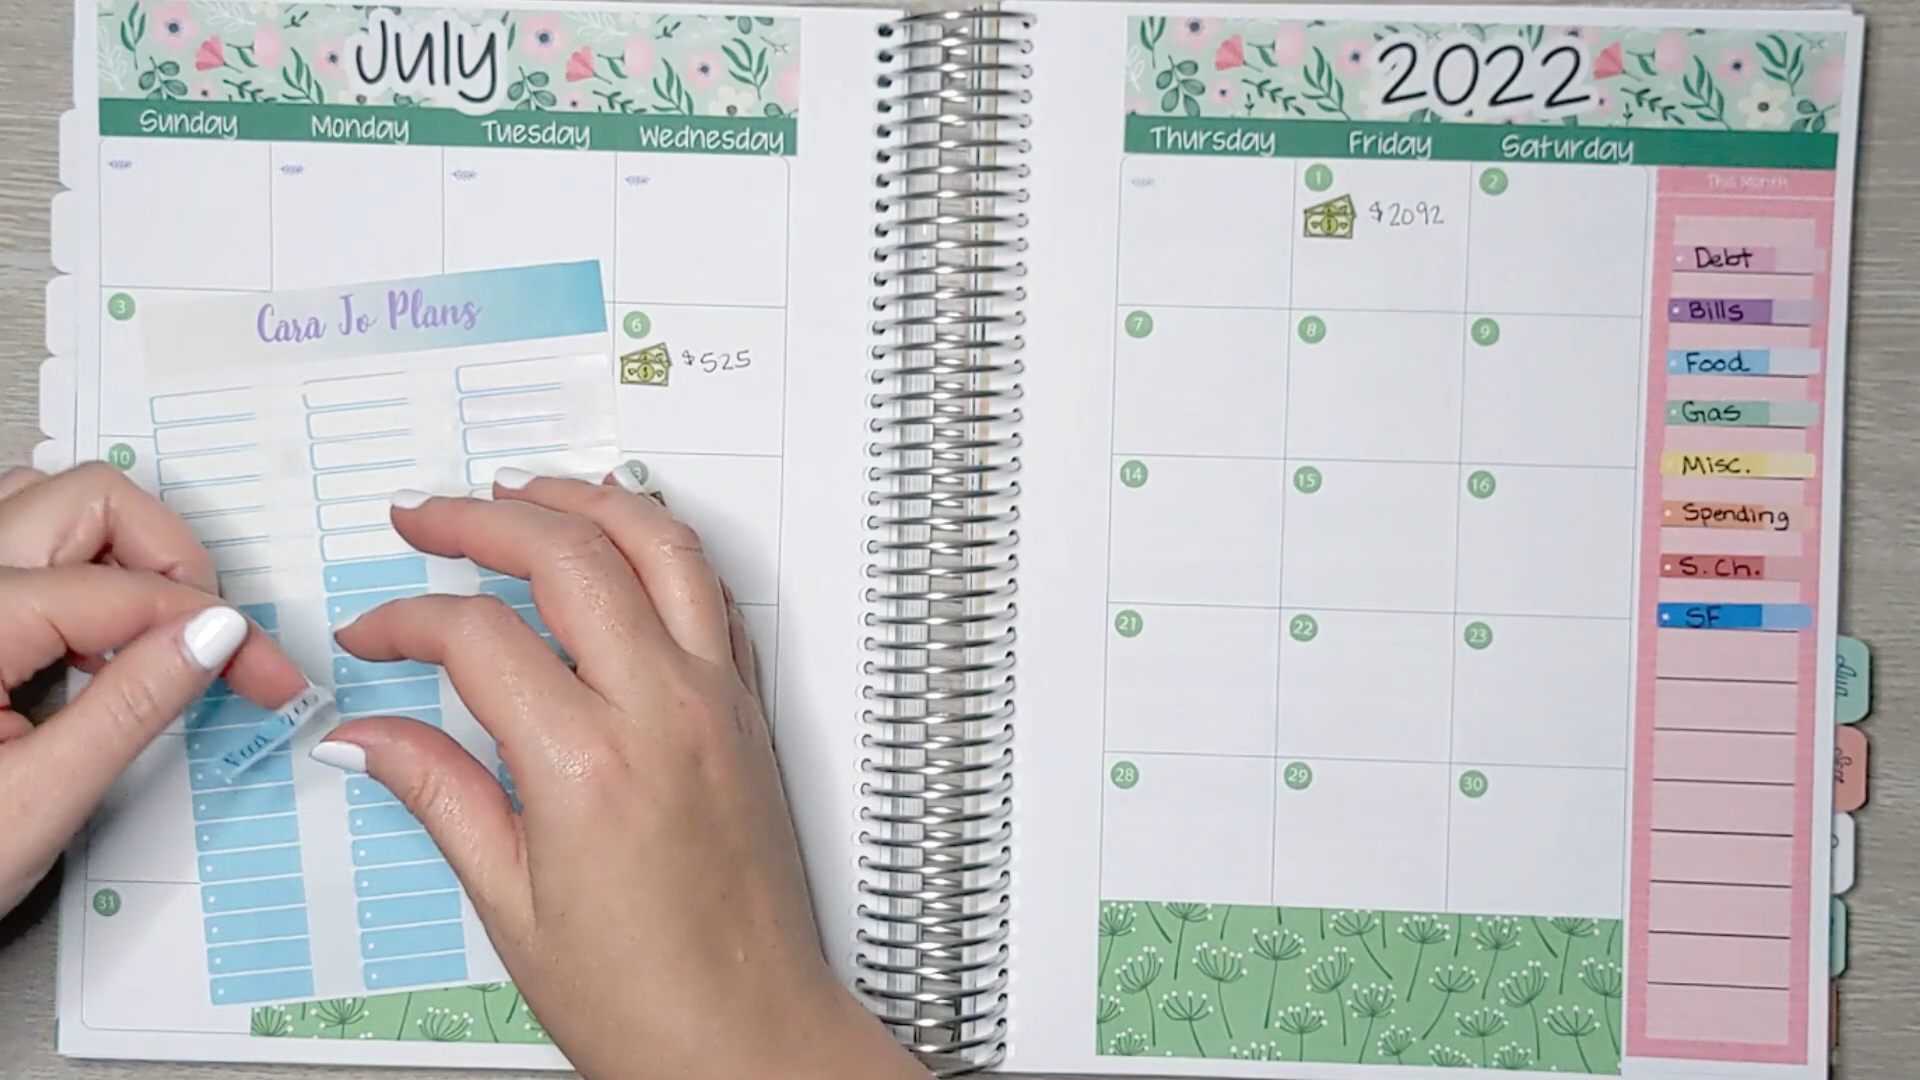 July
2022
Sunday Monday Tuesday Wednesday
Thursday Friday Saturday
This Month
1 2
$2092
Debt
Bills
Food
Gas
Misc.
Spending
S.Ch.
SF
3
Cara Jo Plans
6
$525
7 8 9
10
14 15 16
21 22 23
28 29 30
31